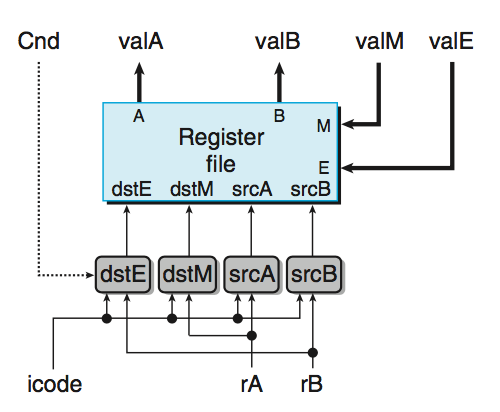 Cnd valA valB valM valE
A B M
Register
file
E
dstE dstM srcA srcB
dstE dstM srcA srcB
icode rA rB